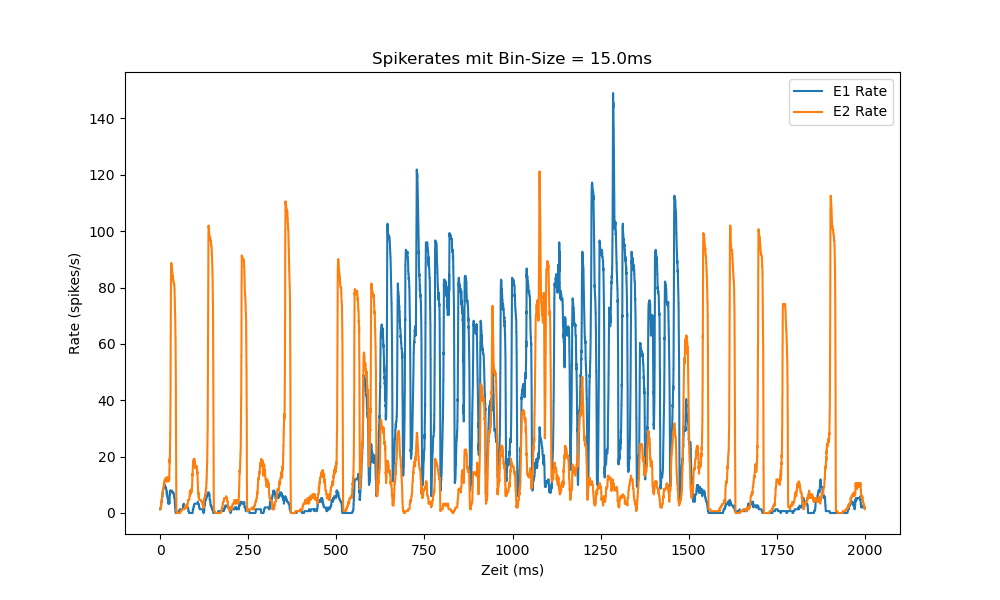 Spikerates mit Bin-Size = 15.0ms
E1 Rate
E2 Rate
Rate (spikes/s)
140
120
100
80
60
40
20
0
0 250 500 750 1000 1250 1500 1750 2000
Zeit (ms)